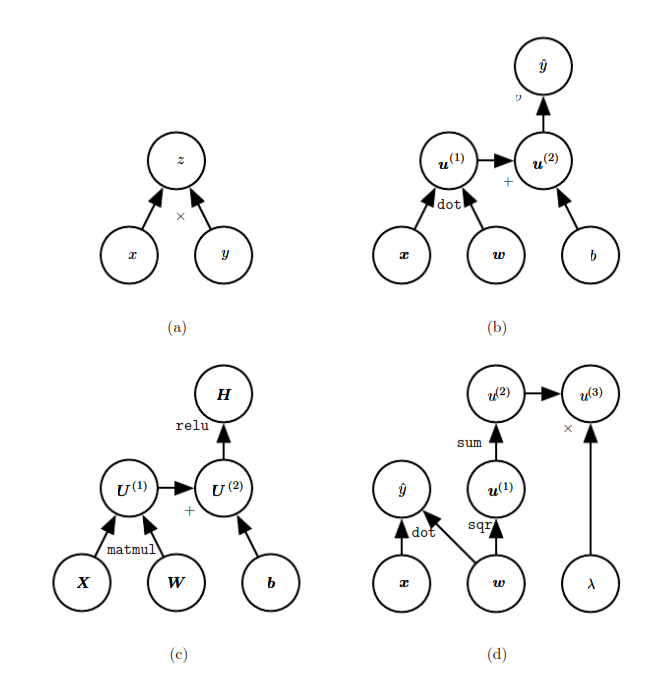 ŷ
z
u(1)
u(2)
+
dot
×
x
y
x
w
b
(a)
(b)
H
u(2)
u(3)
relu
×
sum
U(1)
U(2)
ŷ
u(1)
+
sqr
dot
matmul
X
W
b
x
w
λ
(c)
(d)